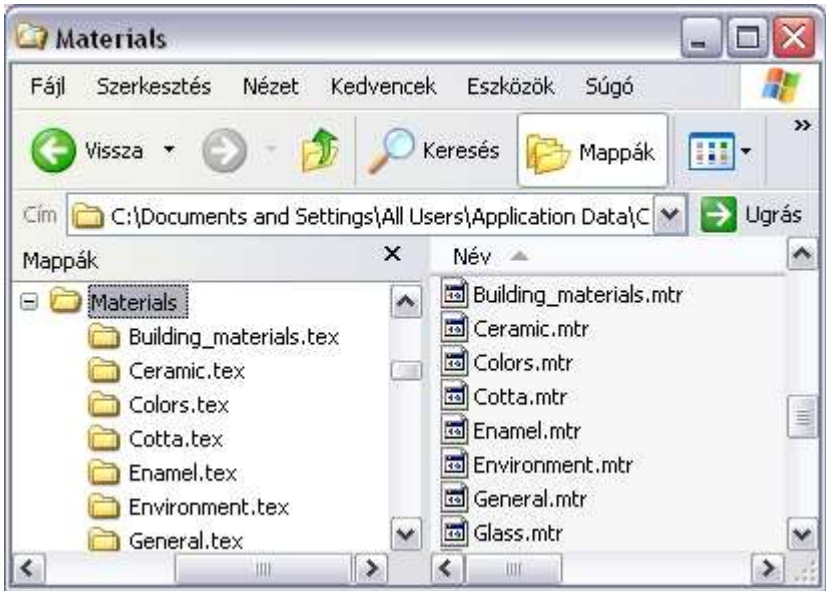 Materials
Fájl Szerkesztés Nézet Kedvencek Eszközök Súgó
Vissza Keresés Mappák »
Cím C:\Documents and Settings\All Users\Application Data\C Ugrás
Mappák Név
Materials
Building_materials.tex
Ceramic.tex
Colors.tex
Cotta.tex
Enamel.tex
Environment.tex
General.tex
Building_materials.mtr
Ceramic.mtr
Colors.mtr
Cotta.mtr
Enamel.mtr
Environment.mtr
General.mtr
Glass.mtr